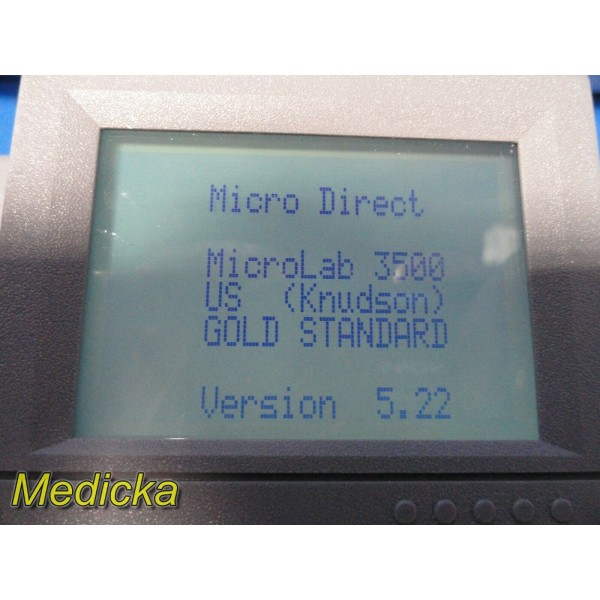 Micro Direct
MicroLab 3500
US (Knudson)
GOLD STANDARD
Version 5.22
Medicka